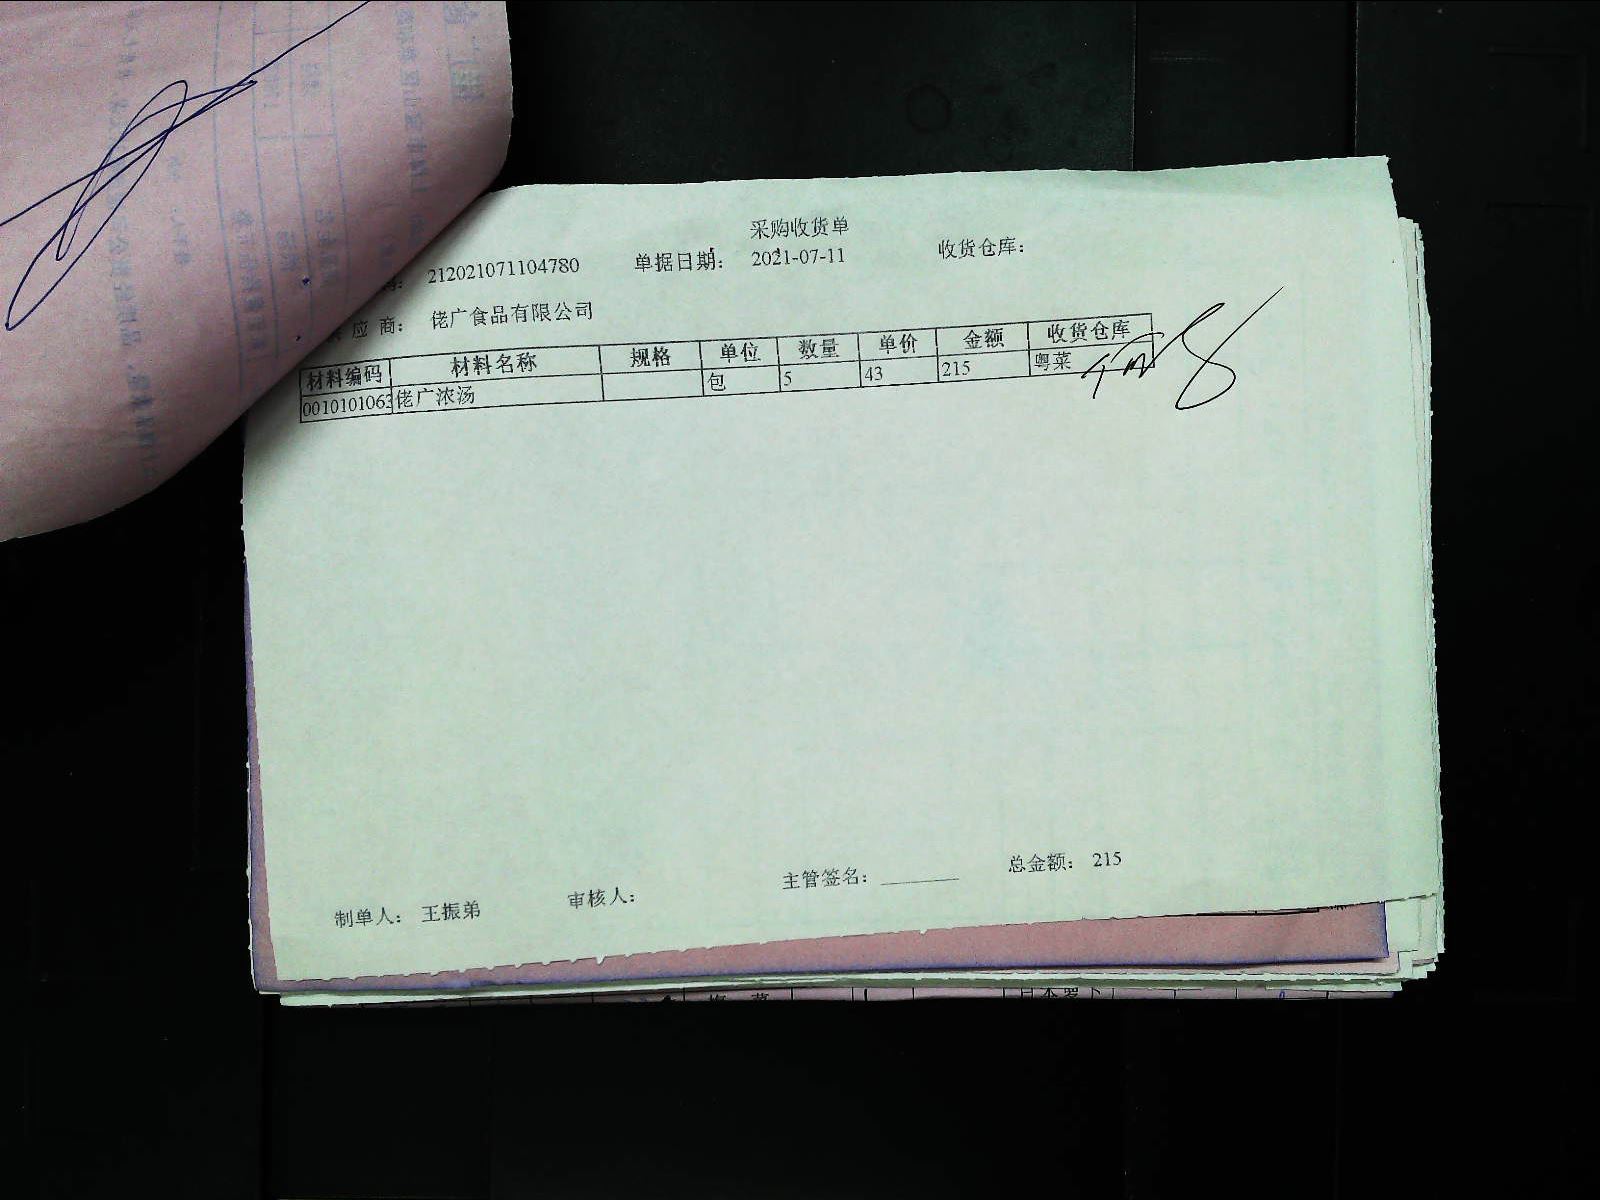 采购收货单
212021071104780 单据日期： 2021-07-11 收货仓库：
应 商： 佬广食品有限公司
材料编码 材料名称 规格 单位 数量 单价 金额 收货仓库
0010101063 佬广浓汤 包 5 43 215 粤菜
制单人： 王振弟 审核人： 主管签名： ________ 总金额： 215